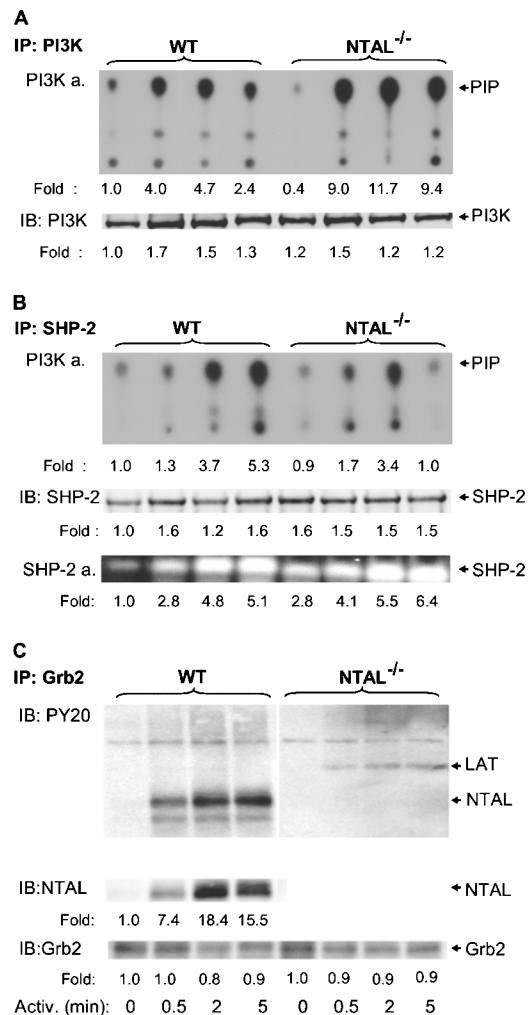 A
IP: PI3K WT NTAL-/-
PI3K a. PIP
Fold : 1.0 4.0 4.7 2.4 0.4 9.0 11.7 9.4
IB: PI3K PI3K
Fold : 1.0 1.7 1.5 1.3 1.2 1.5 1.2 1.2
B
IP: SHP-2 WT NTAL-/-
PI3K a. PIP
Fold : 1.0 1.3 3.7 5.3 0.9 1.7 3.4 1.0
IB: SHP-2 SHP-2
Fold : 1.0 1.6 1.2 1.6 1.6 1.5 1.5 1.5
SHP-2 a. SHP-2
Fold: 1.0 2.8 4.8 5.1 2.8 4.1 5.5 6.4
C
IP: Grb2 WT NTAL-/-
IB: PY20
LAT
NTAL
IB:NTAL NTAL
Fold: 1.0 7.4 18.4 15.5
IB:Grb2 Grb2
Fold: 1.0 1.0 0.8 0.9 1.0 0.9 0.9 0.9
Activ. (min) 0 0.5 2 5 0 0.5 2 5